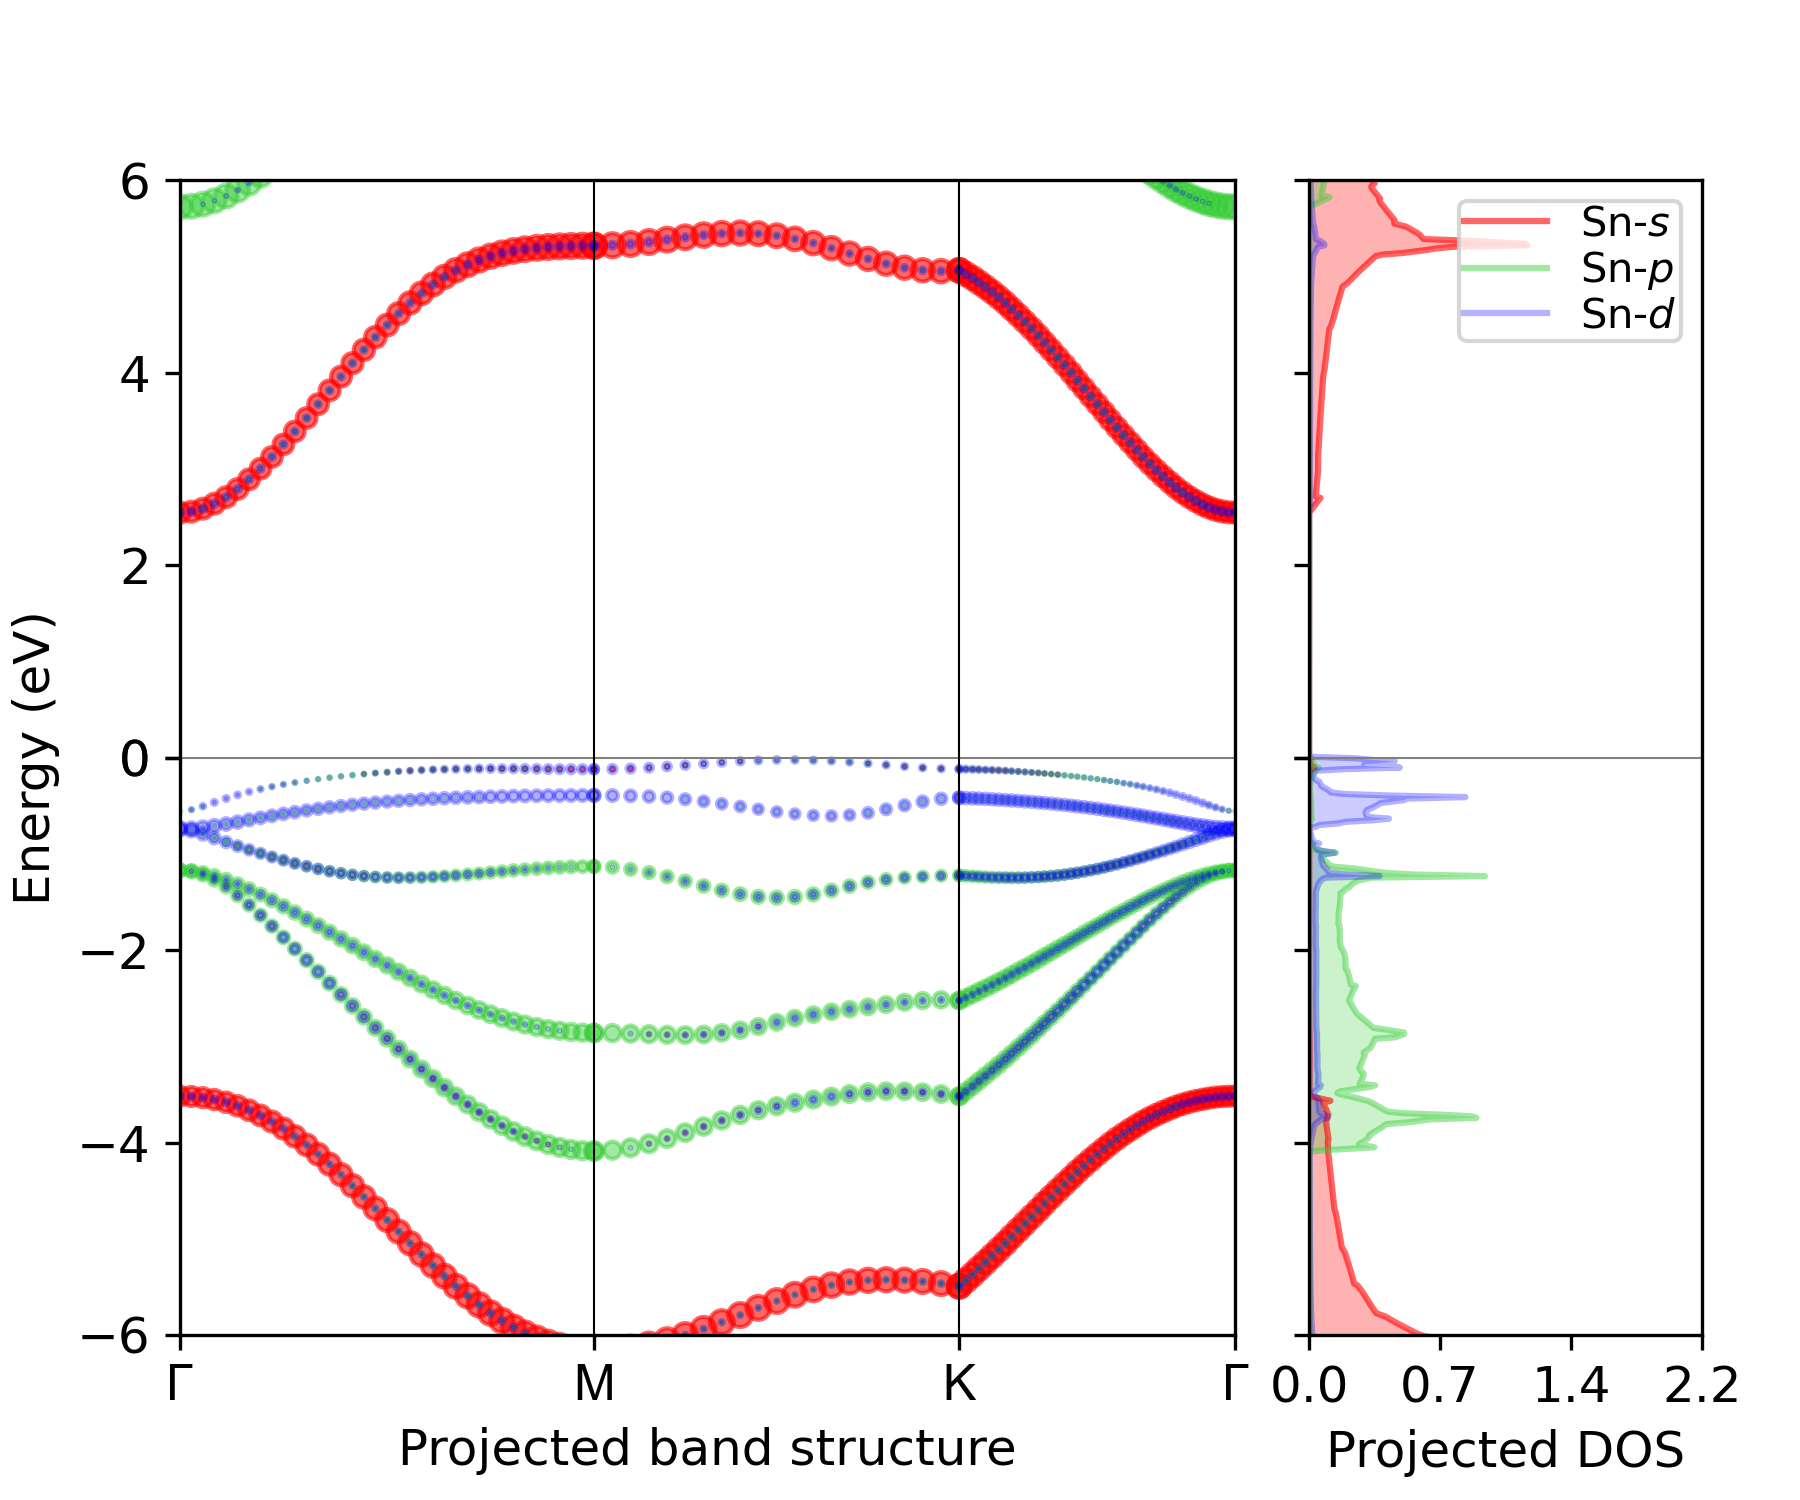 6
4
2
0
−2
−4
−6
Energy (eV)
Γ M K Γ
Projected band structure
Sn-s
Sn-p
Sn-d
0.0 0.7 1.4 2.2
Projected DOS